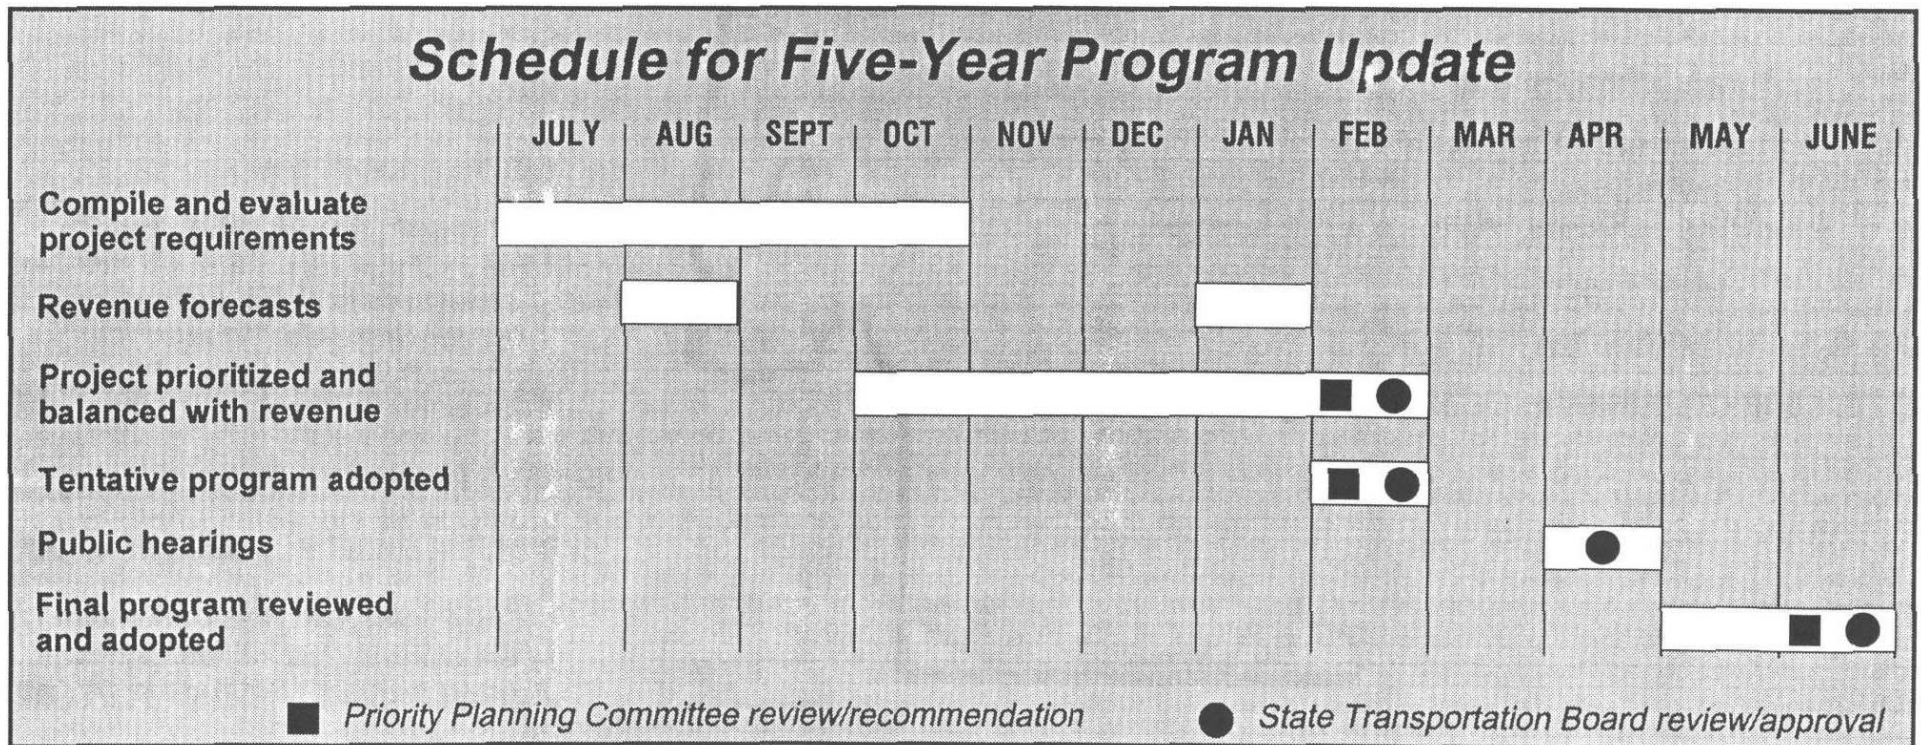 Schedule for Five-Year Program Update
JULY AUG SEPT OCT NOV DEC JAN FEB MAR APR MAY JUNE
Compile and evaluate
project requirements
Revenue forecasts
Project prioritized and
balanced with revenue
Tentative program adopted
Public hearings
Final program reviewed
and adopted
Priority Planning Committee review/recommendation
State Transportation Board review/approval